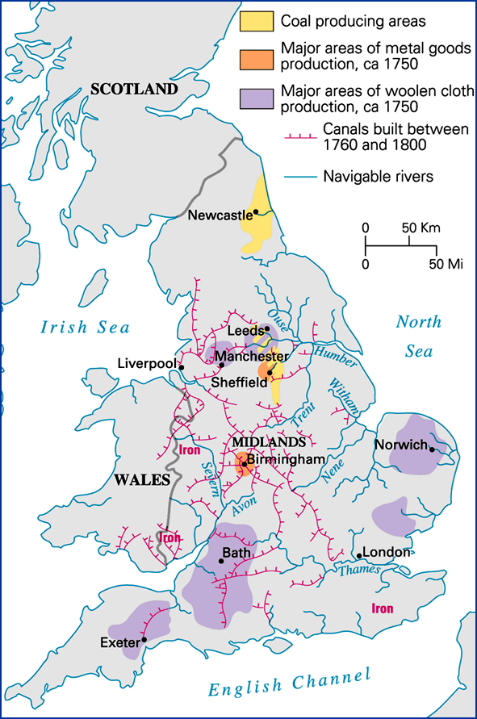 Coal producing areas
Major areas of metal goods
production, ca 1750
Major areas of woolen cloth
production, ca 1750
Canals built between
1760 and 1800
Navigable rivers
SCOTLAND
Newcastle
0 50 Km
0 50 Mi
Irish Sea
North
Sea
Ouse
Leeds
Humber
Manchester
Liverpool
Sheffield
Witham
Trent
MIDLANDS
Norwich
Iron
Birmingham
Severn
Nene
WALES
Avon
Iron
Bath
London
Thames
Iron
Exeter
English Channel